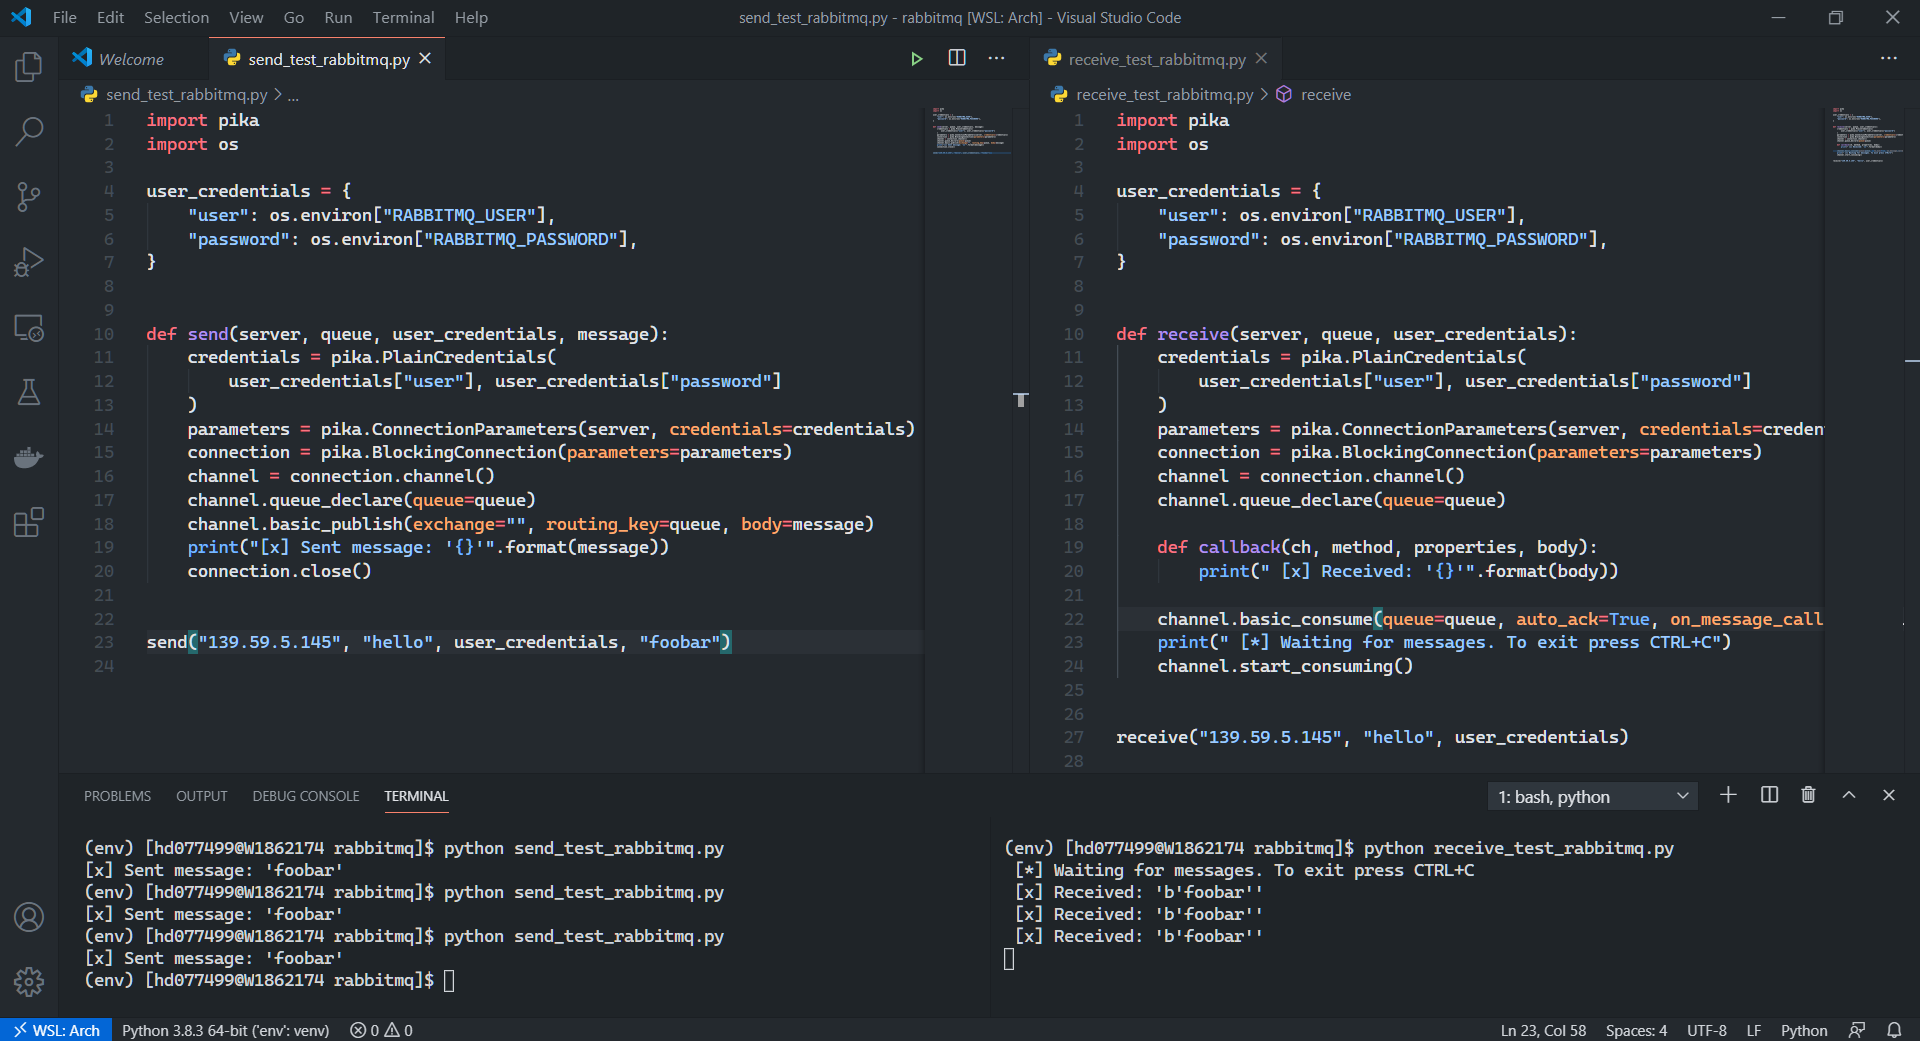 File Edit Selection View Go Run Terminal Help
send_test_rabbitmq.py - rabbitmq [WSL: Arch] - Visual Studio Code
Welcome
send_test_rabbitmq.py
send_test_rabbitmq.py > ...
1 import pika
2 import os
3
4 user_credentials = {
5     "user": os.environ["RABBITMQ_USER"],
6     "password": os.environ["RABBITMQ_PASSWORD"],
7 }
8
9
10 def send(server, queue, user_credentials, message):
11     credentials = pika.PlainCredentials(
12         user_credentials["user"], user_credentials["password"]
13     )
14     parameters = pika.ConnectionParameters(server, credentials=credentials)
15     connection = pika.BlockingConnection(parameters=parameters)
16     channel = connection.channel()
17     channel.queue_declare(queue=queue)
18     channel.basic_publish(exchange="", routing_key=queue, body=message)
19     print("[x] Sent message: '{}'".format(message))
20     connection.close()
21
22
23 send("139.59.5.145", "hello", user_credentials, "foobar")
24
receive_test_rabbitmq.py
receive_test_rabbitmq.py > receive
1 import pika
2 import os
3
4 user_credentials = {
5     "user": os.environ["RABBITMQ_USER"],
6     "password": os.environ["RABBITMQ_PASSWORD"],
7 }
8
9
10 def receive(server, queue, user_credentials):
11     credentials = pika.PlainCredentials(
12         user_credentials["user"], user_credentials["password"]
13     )
14     parameters = pika.ConnectionParameters(server, credentials=creden
15     connection = pika.BlockingConnection(parameters=parameters)
16     channel = connection.channel()
17     channel.queue_declare(queue=queue)
18
19     def callback(ch, method, properties, body):
20         print(" [x] Received: '{}'".format(body))
21
22     channel.basic_consume(queue=queue, auto_ack=True, on_message_call
23     print(" [*] Waiting for messages. To exit press CTRL+C")
24     channel.start_consuming()
25
26
27 receive("139.59.5.145", "hello", user_credentials)
28
PROBLEMS OUTPUT DEBUG CONSOLE TERMINAL
1: bash, python
(env) [hd077499@W1862174 rabbitmq]$ python send_test_rabbitmq.py
[x] Sent message: 'foobar'
(env) [hd077499@W1862174 rabbitmq]$ python send_test_rabbitmq.py
[x] Sent message: 'foobar'
(env) [hd077499@W1862174 rabbitmq]$ python send_test_rabbitmq.py
[x] Sent message: 'foobar'
(env) [hd077499@W1862174 rabbitmq]$
(env) [hd077499@W1862174 rabbitmq]$ python receive_test_rabbitmq.py
 [*] Waiting for messages. To exit press CTRL+C
 [x] Received: 'b'foobar''
 [x] Received: 'b'foobar''
 [x] Received: 'b'foobar''
WSL: Arch Python 3.8.3 64-bit ('env': venv) 0 0 Ln 23, Col 58 Spaces: 4 UTF-8 LF Python